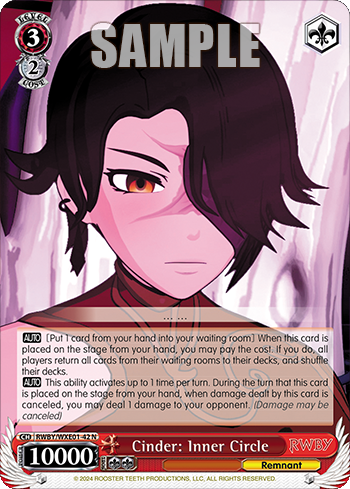 LEVEL
3
SAMPLE
2
COST
... ...
AUTO [Put 1 card from your hand into your waiting room] When this card is
placed on the stage from your hand, you may pay the cost. If you do, all
players return all cards from their waiting rooms to their decks, and shuffle
their decks.
AUTO This ability activates up to 1 time per turn. During the turn that this card
is placed on the stage from your hand, when damage dealt by this card is
canceled, you may deal 1 damage to your opponent. (Damage may be
canceled)
CH RWBY/WXE01-42 N
Cinder: Inner Circle
RWBY
10000
Remnant
© 2024 ROOSTER TEETH PRODUCTIONS, LLC, ALL RIGHTS RESERVED.